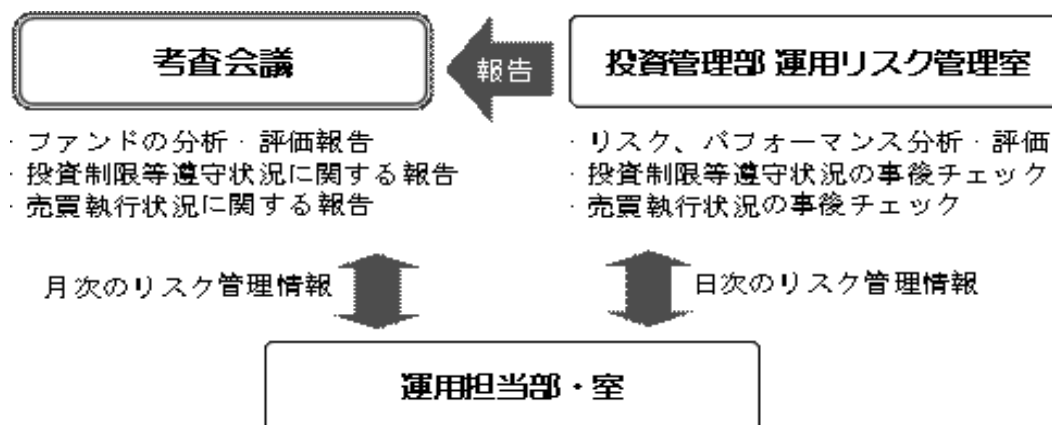 考査会議
報告
投資管理部 運用リスク管理室
· ファンドの分析·評価報告
· 投資制限等遵守状況に関する報告
· 売買執行状況に関する報告
· リスク、パフォーマンス分析·評価
· 投資制限等遵守状況の事後チェック
· 売買執行状況の事後チェック
月次のリスク管理情報
日次のリスク管理情報
運用担当部・室